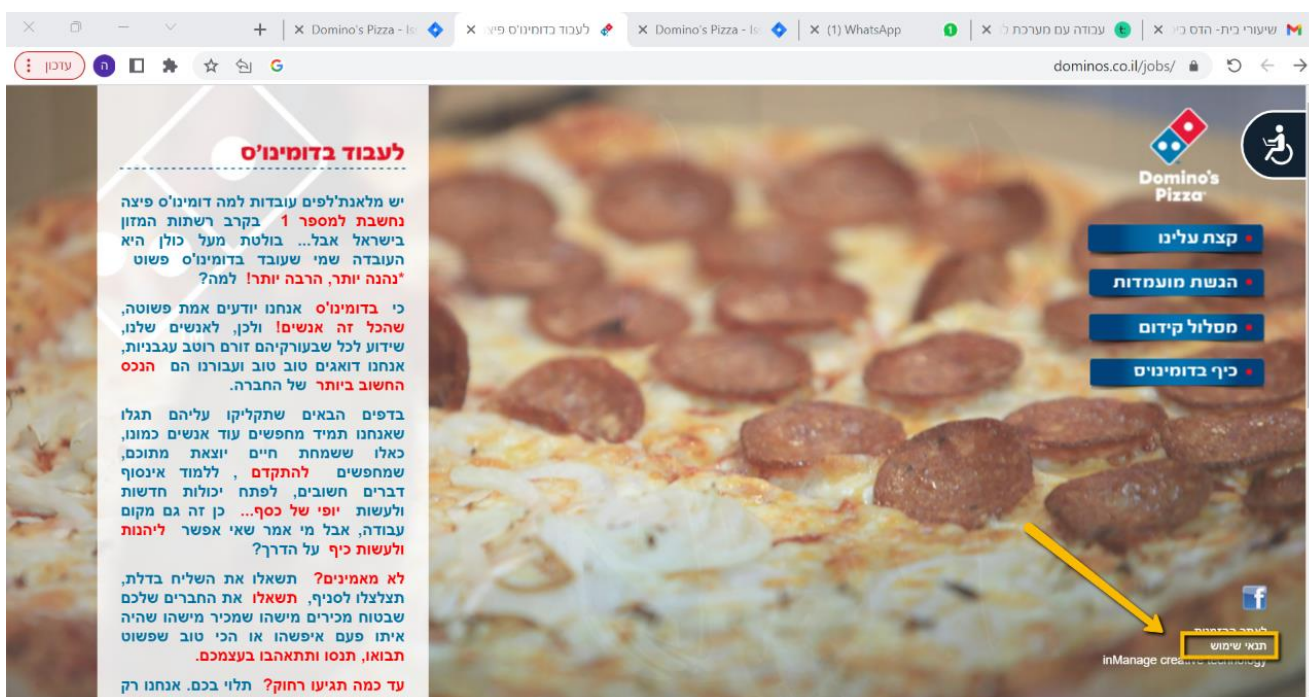 שיעורי בית- הדס כי
עבודה עם מערכת ל
(1) WhatsApp
Domino's Pizza - Is
לעבוד בדומינו'ס פיצ
Domino's Pizza - Is
dominos.co.il/jobs/
עדכון
ה
Domino's
Pizza
קצת עלינו
הגשת מועמדות
מסלול קידום
כיף בדומינויס
לאתר ההזמנות
תנאי שימוש
inManage creative technology
לעבוד בדומינו'ס
יש מלאנת'לפים עובדות למה דומינו'ס פיצה
נחשבת למספר 1 בקרב רשתות המזון
בישראל אבל... בולטת מעל כולן היא
העובדה שמי שעובד בדומינו'ס פשוט
*נהנה יותר, הרבה יותר! למה?
כי בדומינו'ס אנחנו יודעים אמת פשוטה,
שהכל זה אנשים! ולכן, לאנשים שלנו,
שידוע לכל שבעורקיהם זורם רוטב עגבניות,
אנחנו דואגים טוב טוב ועבורנו הם הנכס
החשוב ביותר של החברה.
בדפים הבאים שתקליקו עליהם תגלו
שאנחנו תמיד מחפשים עוד אנשים כמונו,
כאלו ששמחת חיים יוצאת מתוכם,
שמחפשים להתקדם , ללמוד אינסוף
דברים חשובים, לפתח יכולות חדשות
ולעשות יופי של כסף... כן זה גם מקום
עבודה, אבל מי אמר שאי אפשר ליהנות
ולעשות כיף על הדרך?
לא מאמינים? תשאלו את השליח בדלת,
תצלצלו לסניף, תשאלו את החברים שלכם
שבטוח מכירים מישהו שמכיר מישהו שהיה
איתו פעם איפשהו או הכי טוב שפשוט
תבואו, תנסו ותתאהבו בעצמכם.
עד כמה תגיעו רחוק? תלוי בכם. אנחנו רק